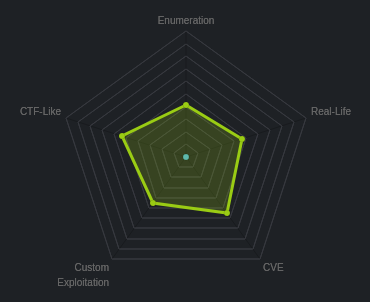 Enumeration
CTF-Like
Real-Life
Custom
Exploitation
CVE